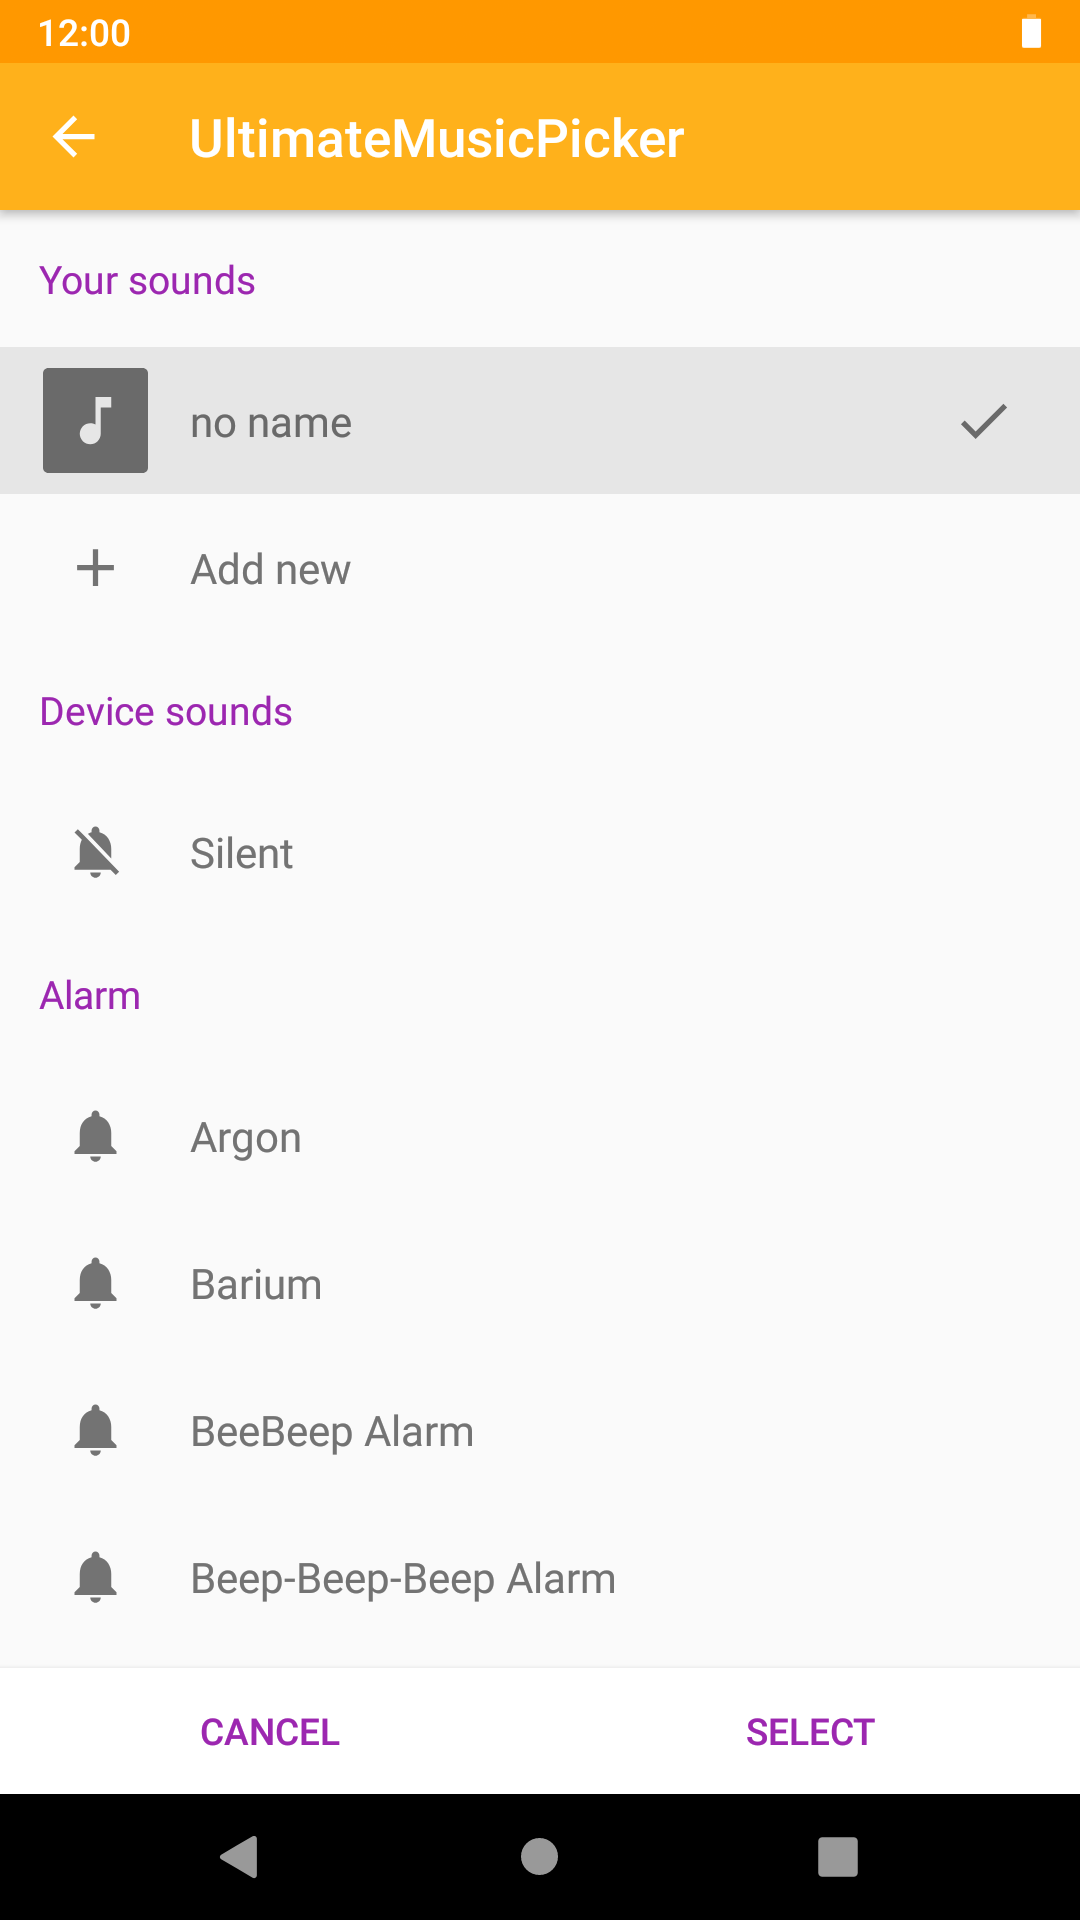 12:00
UltimateMusicPicker
Your sounds
no name
Add new
Device sounds
Silent
Alarm
Argon
Barium
BeeBeep Alarm
Beep-Beep-Beep Alarm
CANCEL
SELECT